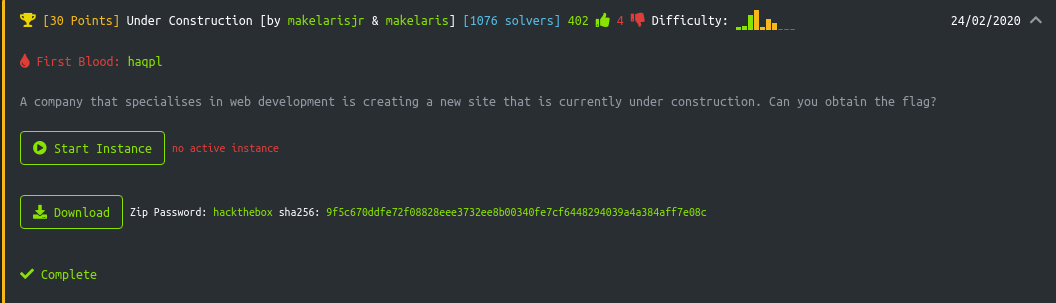 [30 Points] Under Construction [by makelarisjr & makelaris] [1076 solvers] 402 4 Difficulty: 24/02/2020
First Blood: haqpl
A company that specialises in web development is creating a new site that is currently under construction. Can you obtain the flag?
Start Instance no active instance
Download Zip Password: hackthebox sha256: 9f5c670ddfe72f08828eee3732ee8b00340fe7cf6448294039a4a384aff7e08c
Complete